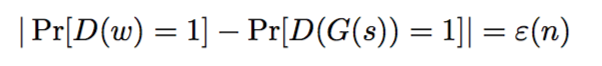 | Pr[D(w) = 1] − Pr[D(G(s)) = 1]| = ε(n)